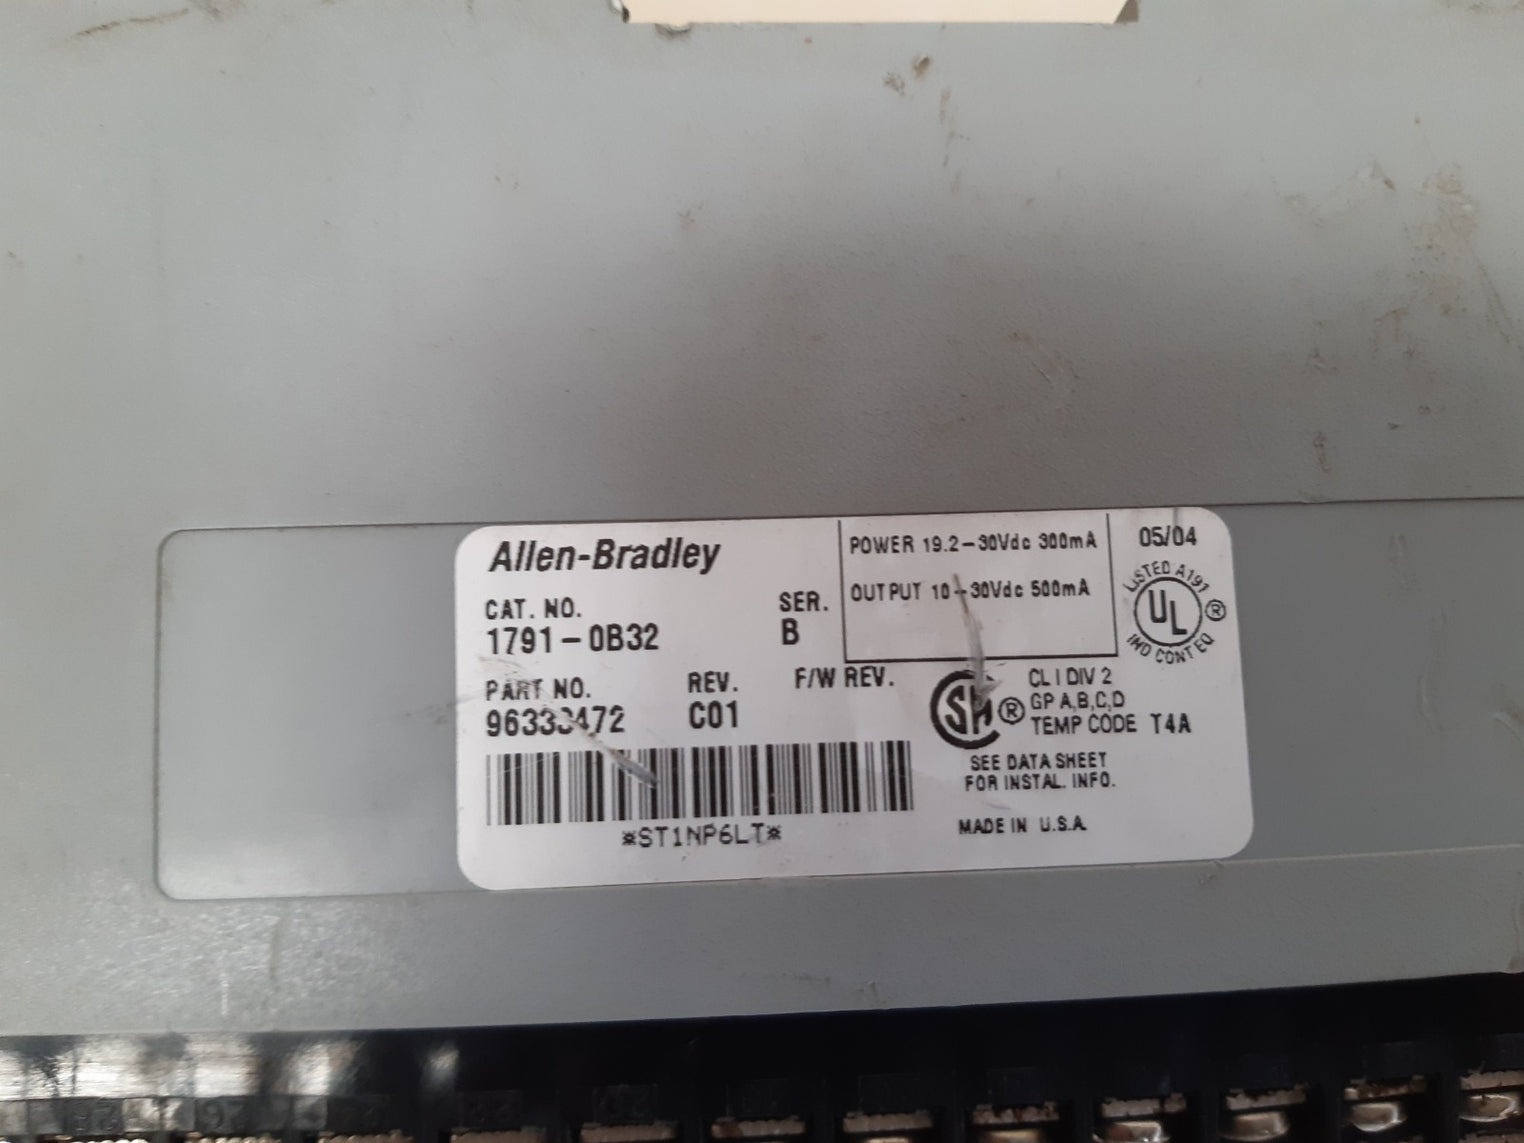 Allen-Bradley
CAT. NO.
1791-0B32
SER.
B
PART NO.
REV.
C01
F/W REV.
*ST1NP6LT*
POWER 19.2-30Vdc 300mA
OUTPUT 10-30Vdc 500mA
05/04
LISTED A191
UL ®
IND CONT EQ
SA ®
CL I DIV 2
GP A,B,C,D
TEMP CODE T4A
SEE DATA SHEET
FOR INSTAL. INFO.
MADE IN U.S.A.